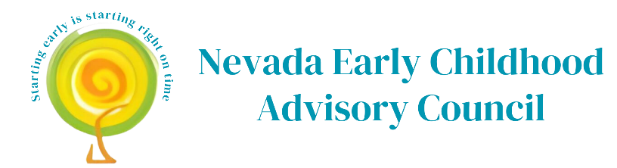 Starting early is starting right on time
Nevada Early Childhood
Advisory Council